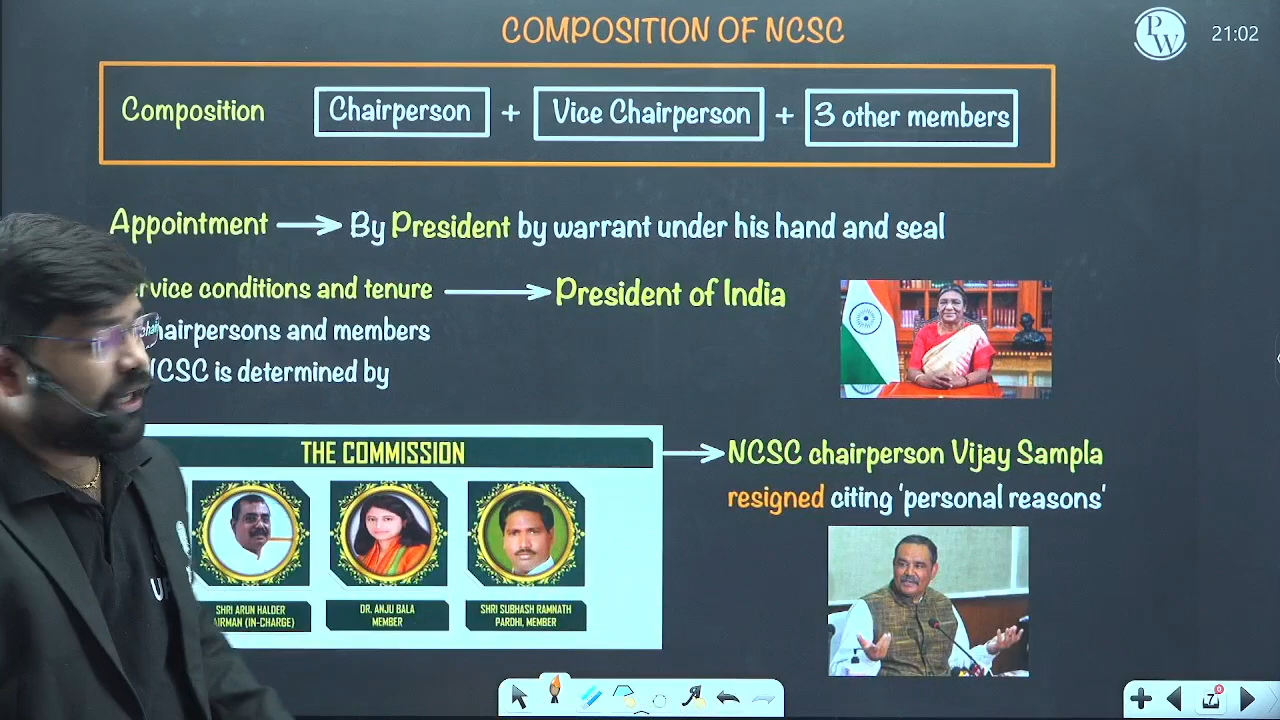 COMPOSITION OF NCSC
PW
21:02
Composition Chairperson + Vice Chairperson + 3 other members
Appointment → By President by warrant under his hand and seal
rvice conditions and tenure → President of India
hairpersons and members
NCSC is determined by
THE COMMISSION
→ NCSC chairperson Vijay Sampla
resigned citing 'personal reasons'
SHRI ARUN HALDER
AIRMAN (IN-CHARGE)
DR. ANJU BALA
MEMBER
SHRI SUBHASH RAMNATH
PARDHI, MEMBER
U